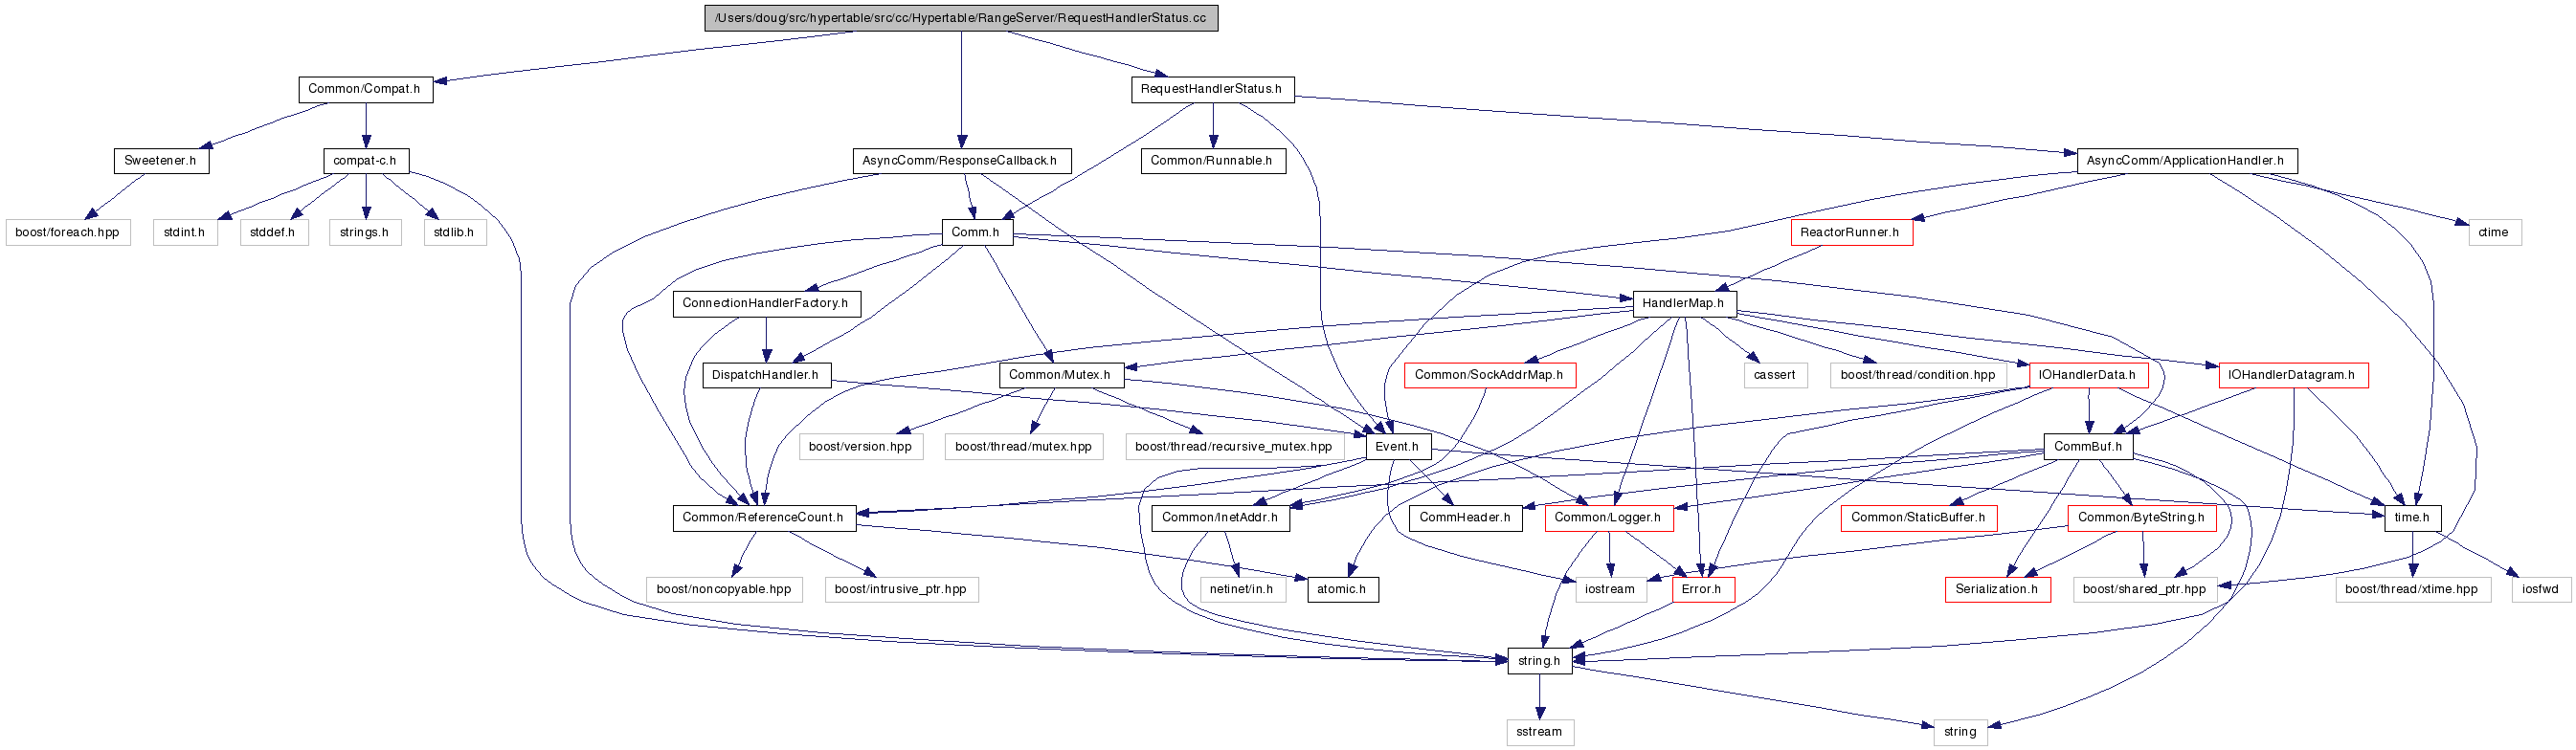 /Users/doug/src/hypertable/src/cc/Hypertable/RangeServer/RequestHandlerStatus.cc
Common/Compat.h
RequestHandlerStatus.h
Sweetener.h
compat-c.h
AsyncComm/ResponseCallback.h
Common/Runnable.h
AsyncComm/ApplicationHandler.h
boost/foreach.hpp
stdint.h
stddef.h
strings.h
stdlib.h
Comm.h
ReactorRunner.h
ctime
ConnectionHandlerFactory.h
HandlerMap.h
DispatchHandler.h
Common/Mutex.h
Common/SockAddrMap.h
cassert
boost/thread/condition.hpp
IOHandlerData.h
IOHandlerDatagram.h
boost/version.hpp
boost/thread/mutex.hpp
boost/thread/recursive_mutex.hpp
Event.h
CommBuf.h
Common/ReferenceCount.h
Common/InetAddr.h
CommHeader.h
Common/Logger.h
Common/StaticBuffer.h
Common/ByteString.h
time.h
boost/noncopyable.hpp
boost/intrusive_ptr.hpp
netinet/in.h
atomic.h
iostream
Error.h
Serialization.h
boost/shared_ptr.hpp
boost/thread/xtime.hpp
iosfwd
string.h
sstream
string